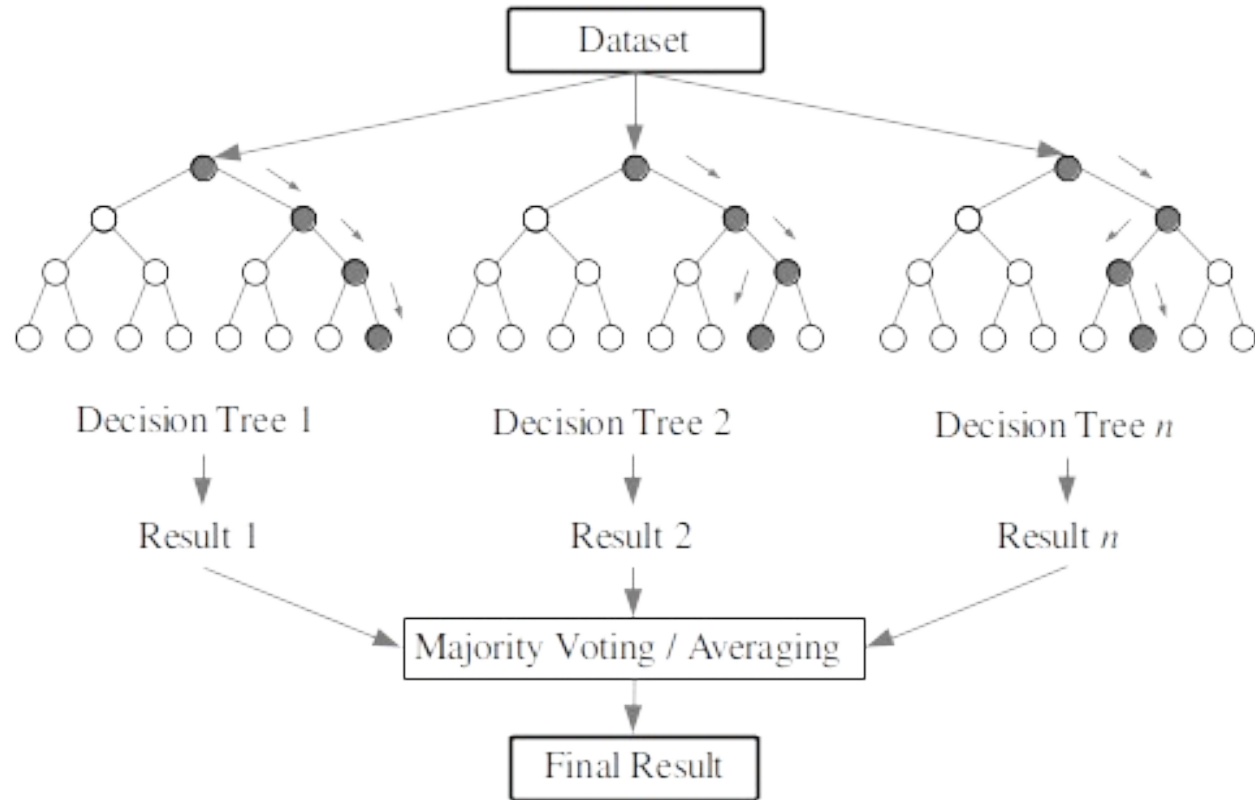 Dataset
Decision Tree 1
Decision Tree 2
Decision Tree n
Result 1
Result 2
Result n
Majority Voting / Averaging
Final Result